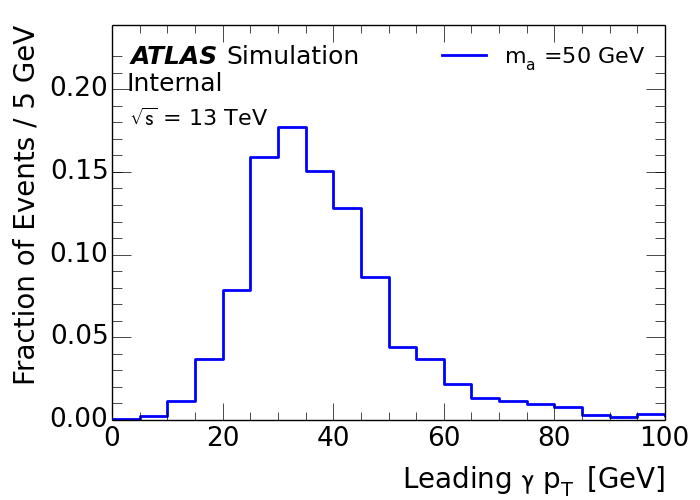 ATLAS Simulation
Internal
√s = 13 TeV
mₐ =50 GeV
Fraction of Events / 5 GeV
0.20
0.15
0.10
0.05
0.00
0 20 40 60 80 100
Leading γ p_T [GeV]